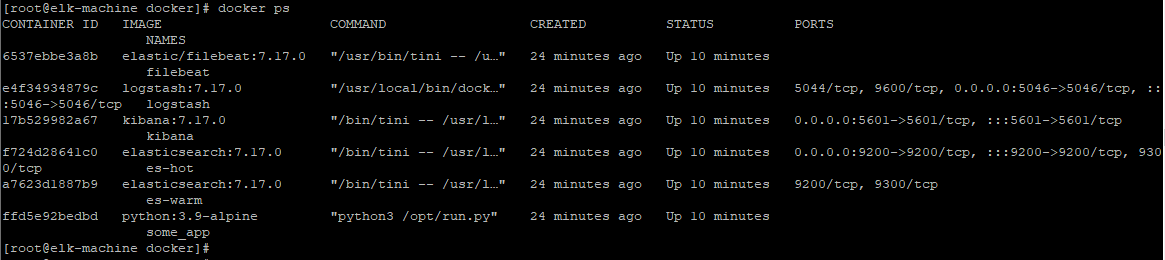 [root@elk-machine docker]# docker ps
CONTAINER ID   IMAGE                    COMMAND                  CREATED          STATUS          PORTS
                  NAMES
6537ebbe3a8b   elastic/filebeat:7.17.0   "/usr/bin/tini -- /u…"   24 minutes ago   Up 10 minutes
                  filebeat
e4f34934879c   logstash:7.17.0          "/usr/local/bin/dock…"   24 minutes ago   Up 10 minutes   5044/tcp, 9600/tcp, 0.0.0.0:5046->5046/tcp, ::
:5046->5046/tcp   logstash
17b529982a67   kibana:7.17.0            "/bin/tini -- /usr/l…"   24 minutes ago   Up 10 minutes   0.0.0.0:5601->5601/tcp, :::5601->5601/tcp
                  kibana
f724d28641c0   elasticsearch:7.17.0     "/bin/tini -- /usr/l…"   24 minutes ago   Up 10 minutes   0.0.0.0:9200->9200/tcp, :::9200->9200/tcp, 930
0/tcp             es-hot
a7623d1887b9   elasticsearch:7.17.0     "/bin/tini -- /usr/l…"   24 minutes ago   Up 10 minutes   9200/tcp, 9300/tcp
                  es-warm
ffd5e92bedbd   python:3.9-alpine        "python3 /opt/run.py"    24 minutes ago   Up 10 minutes
                  some_app
[root@elk-machine docker]#